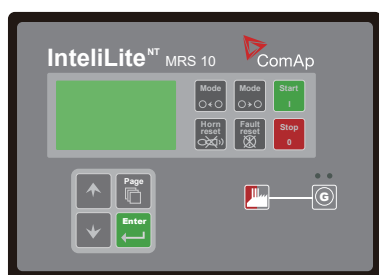 InteliLite NT MRS 10
ComAp
Mode Mode Start
I
Horn reset Fault reset Stop
0
Page
Enter
G